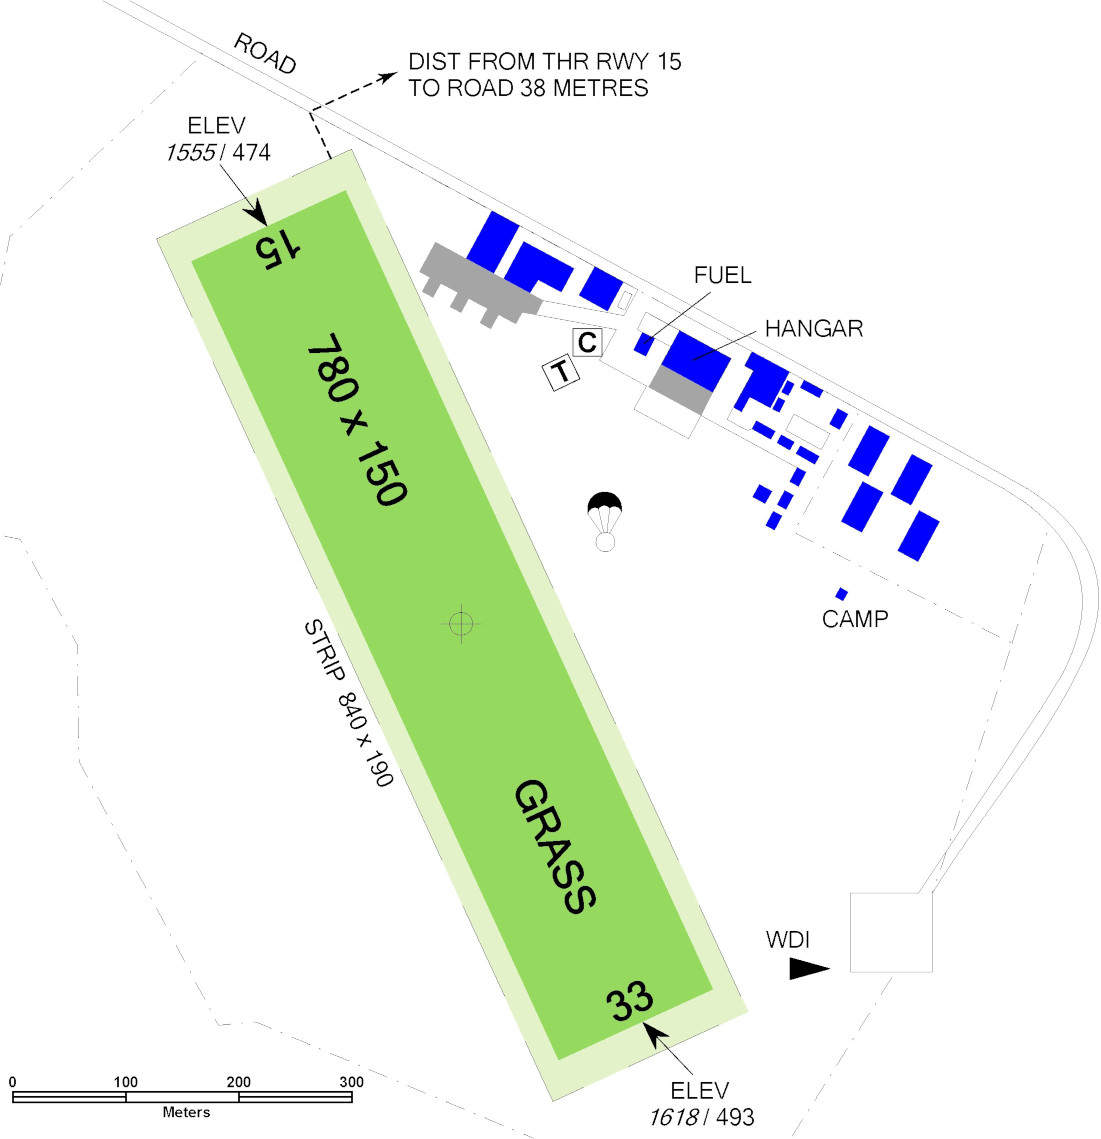 ROAD
DIST FROM THR RWY 15
TO ROAD 38 METRES
ELEV
1555 / 474
15
780 x 150
FUEL
HANGAR
C
T
CAMP
STRIP 840 x 190
GRASS
WDI
33
ELEV
1618 / 493
0 100 200 300
Meters